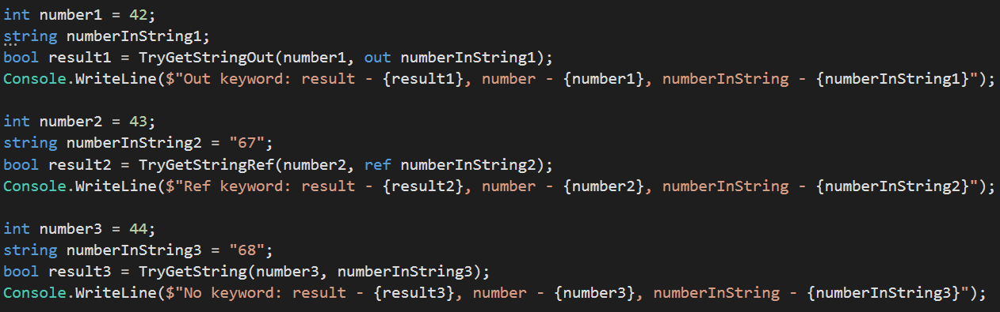 int number1 = 42;
string numberInString1;
bool result1 = TryGetStringOut(number1, out numberInString1);
Console.WriteLine($"Out keyword: result - {result1}, number - {number1}, numberInString - {numberInString1}");

int number2 = 43;
string numberInString2 = "67";
bool result2 = TryGetStringRef(number2, ref numberInString2);
Console.WriteLine($"Ref keyword: result - {result2}, number - {number2}, numberInString - {numberInString2}");

int number3 = 44;
string numberInString3 = "68";
bool result3 = TryGetString(number3, numberInString3);
Console.WriteLine($"No keyword: result - {result3}, number - {number3}, numberInString - {numberInString3}");